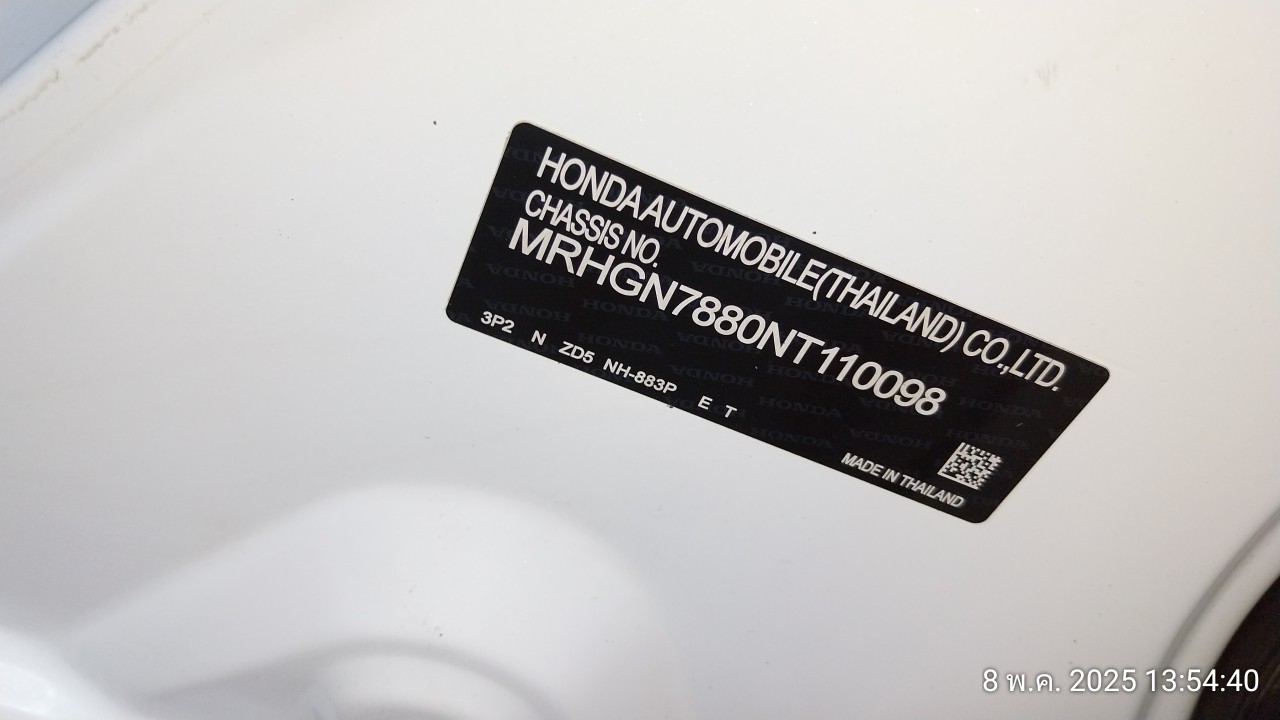 HONDA AUTOMOBILE (THAILAND) CO.,LTD.
CHASSIS NO.
MRHGN7880NT110098
3P2 N ZD5 NH-883P E T
MADE IN THAILAND
8 พ.ค. 2025 13:54:40